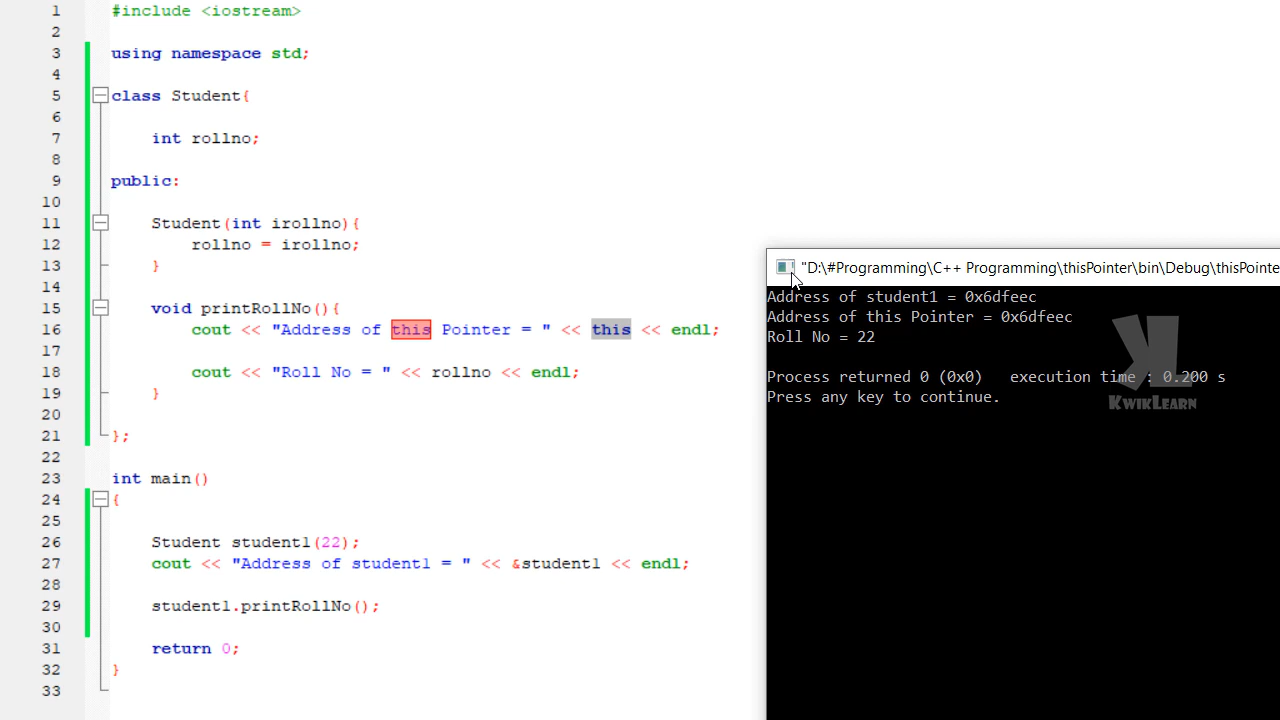 1 #include <iostream>
2
3 using namespace std;
4
5 class Student{
6
7 int rollno;
8
9 public:
10
11 Student(int irollno){
12 rollno = irollno;
13 }
14
15 void printRollNo(){
16 cout << "Address of this Pointer = " << this << endl;
17
18 cout << "Roll No = " << rollno << endl;
19 }
20
21 };
22
23 int main()
24 {
25
26 Student student1(22);
27 cout << "Address of student1 = " << &student1 << endl;
28
29 student1.printRollNo();
30
31 return 0;
32 }
33
"D:\#Programming\C++ Programming\thisPointer\bin\Debug\thisPointe
Address of student1 = 0x6dfeec
Address of this Pointer = 0x6dfeec
Roll No = 22
Process returned 0 (0x0) execution time : 0.200 s
Press any key to continue.
KWIKLEARN